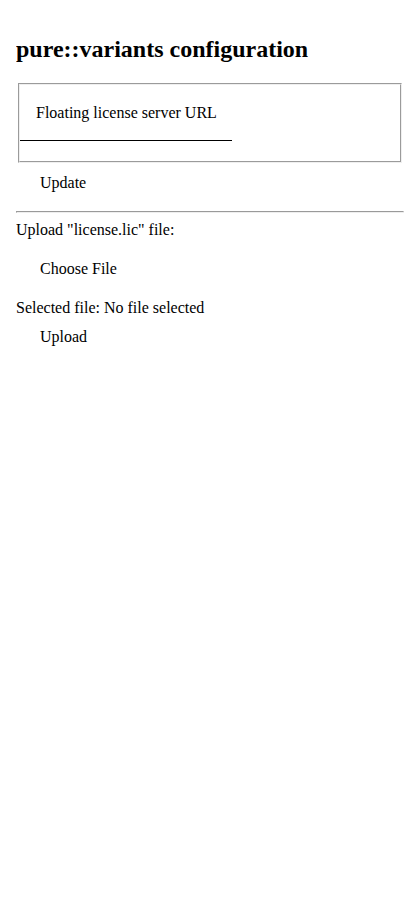 pure::variants configuration
Floating license server URL
Update
Upload "license.lic" file:
Choose File
Selected file: No file selected
Upload